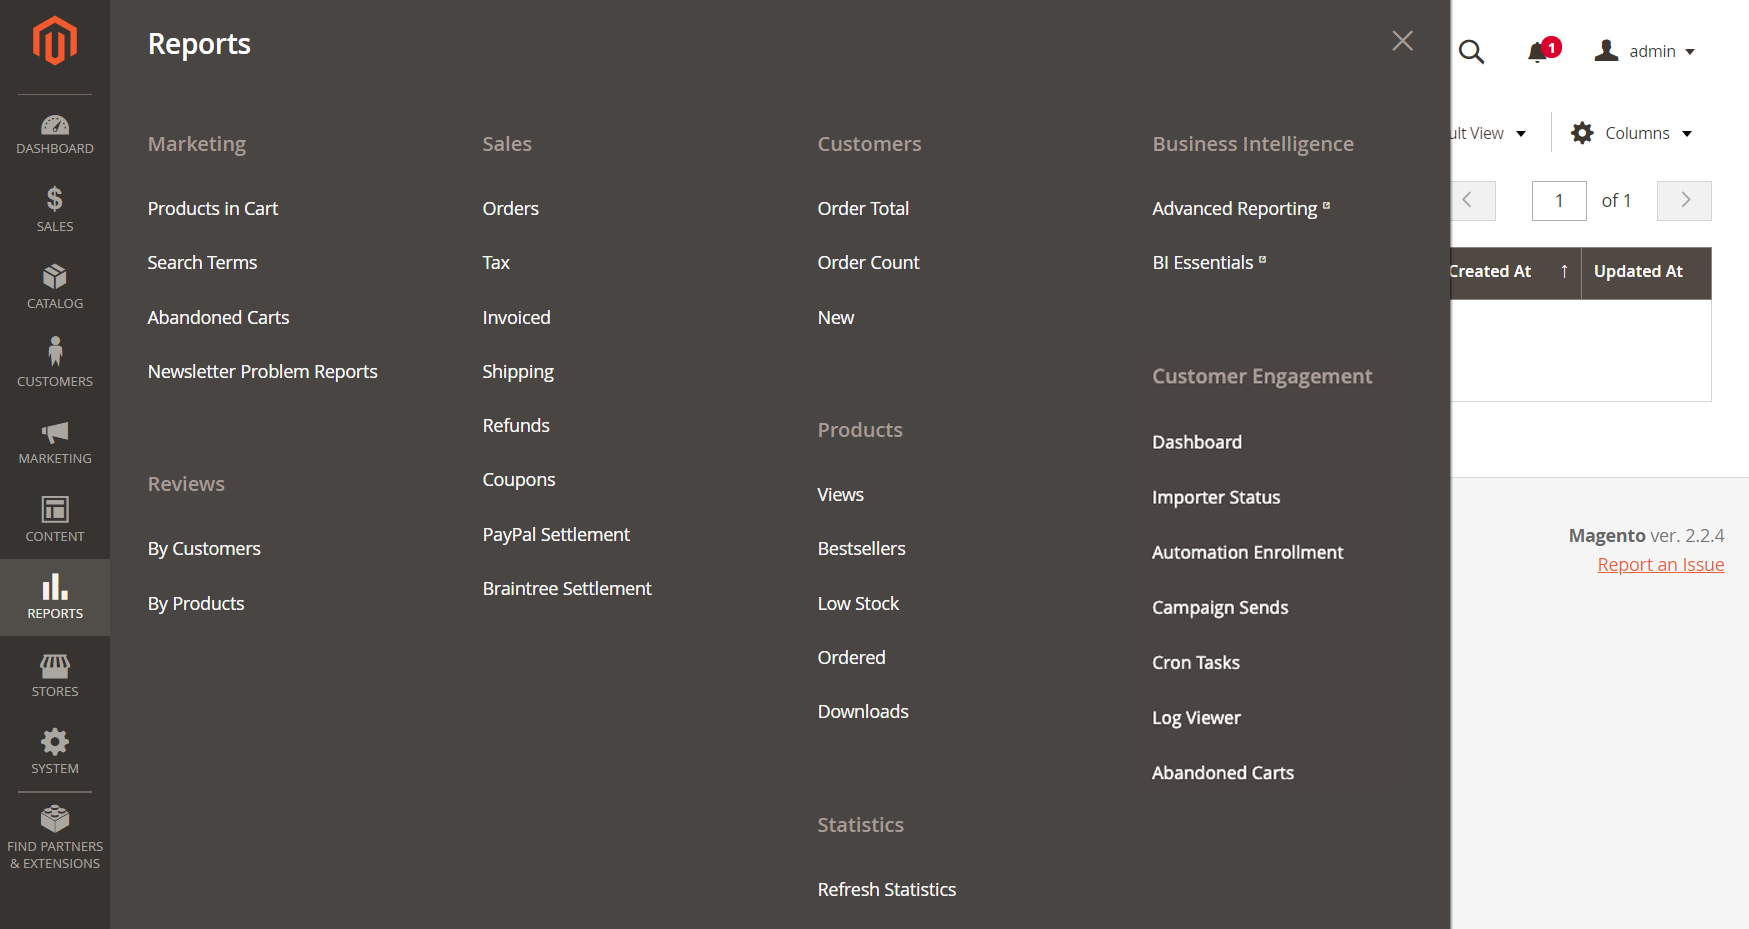 DASHBOARD
SALES
CATALOG
CUSTOMERS
MARKETING
CONTENT
REPORTS
STORES
SYSTEM
FIND PARTNERS
& EXTENSIONS
Reports
Marketing
Products in Cart
Search Terms
Abandoned Carts
Newsletter Problem Reports
Reviews
By Customers
By Products
Sales
Orders
Tax
Invoiced
Shipping
Refunds
Coupons
PayPal Settlement
Braintree Settlement
Customers
Order Total
Order Count
New
Products
Views
Bestsellers
Low Stock
Ordered
Downloads
Statistics
Refresh Statistics
Business Intelligence
Advanced Reporting
BI Essentials
Customer Engagement
Dashboard
Importer Status
Automation Enrollment
Campaign Sends
Cron Tasks
Log Viewer
Abandoned Carts
1
admin
ult View
Columns
1 of 1
Created At ↑ Updated At
Magento ver. 2.2.4
Report an Issue